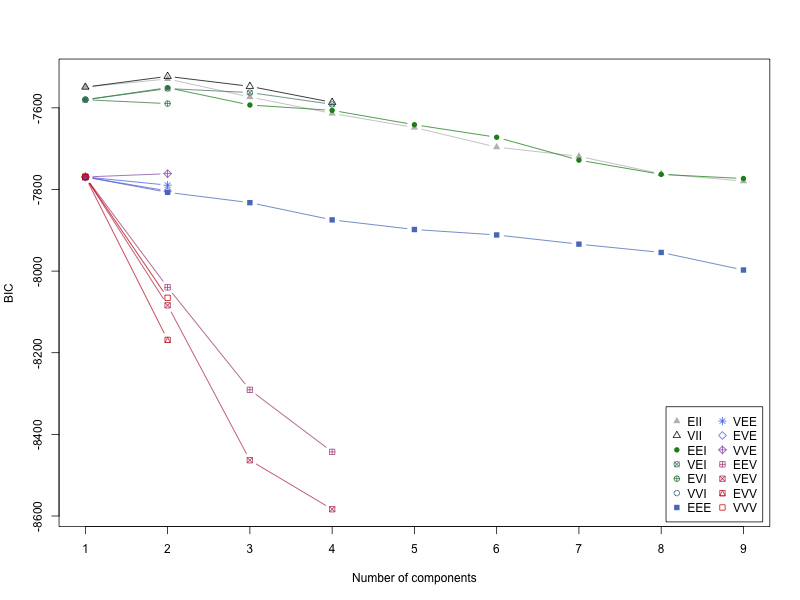 BIC
-7600
-7800
-8000
-8200
-8400
-8600
1 2 3 4 5 6 7 8 9
Number of components
EII VEE
VII EVE
EEI VVE
VEI EEV
EVI VEV
VVI EVV
EEE VVV